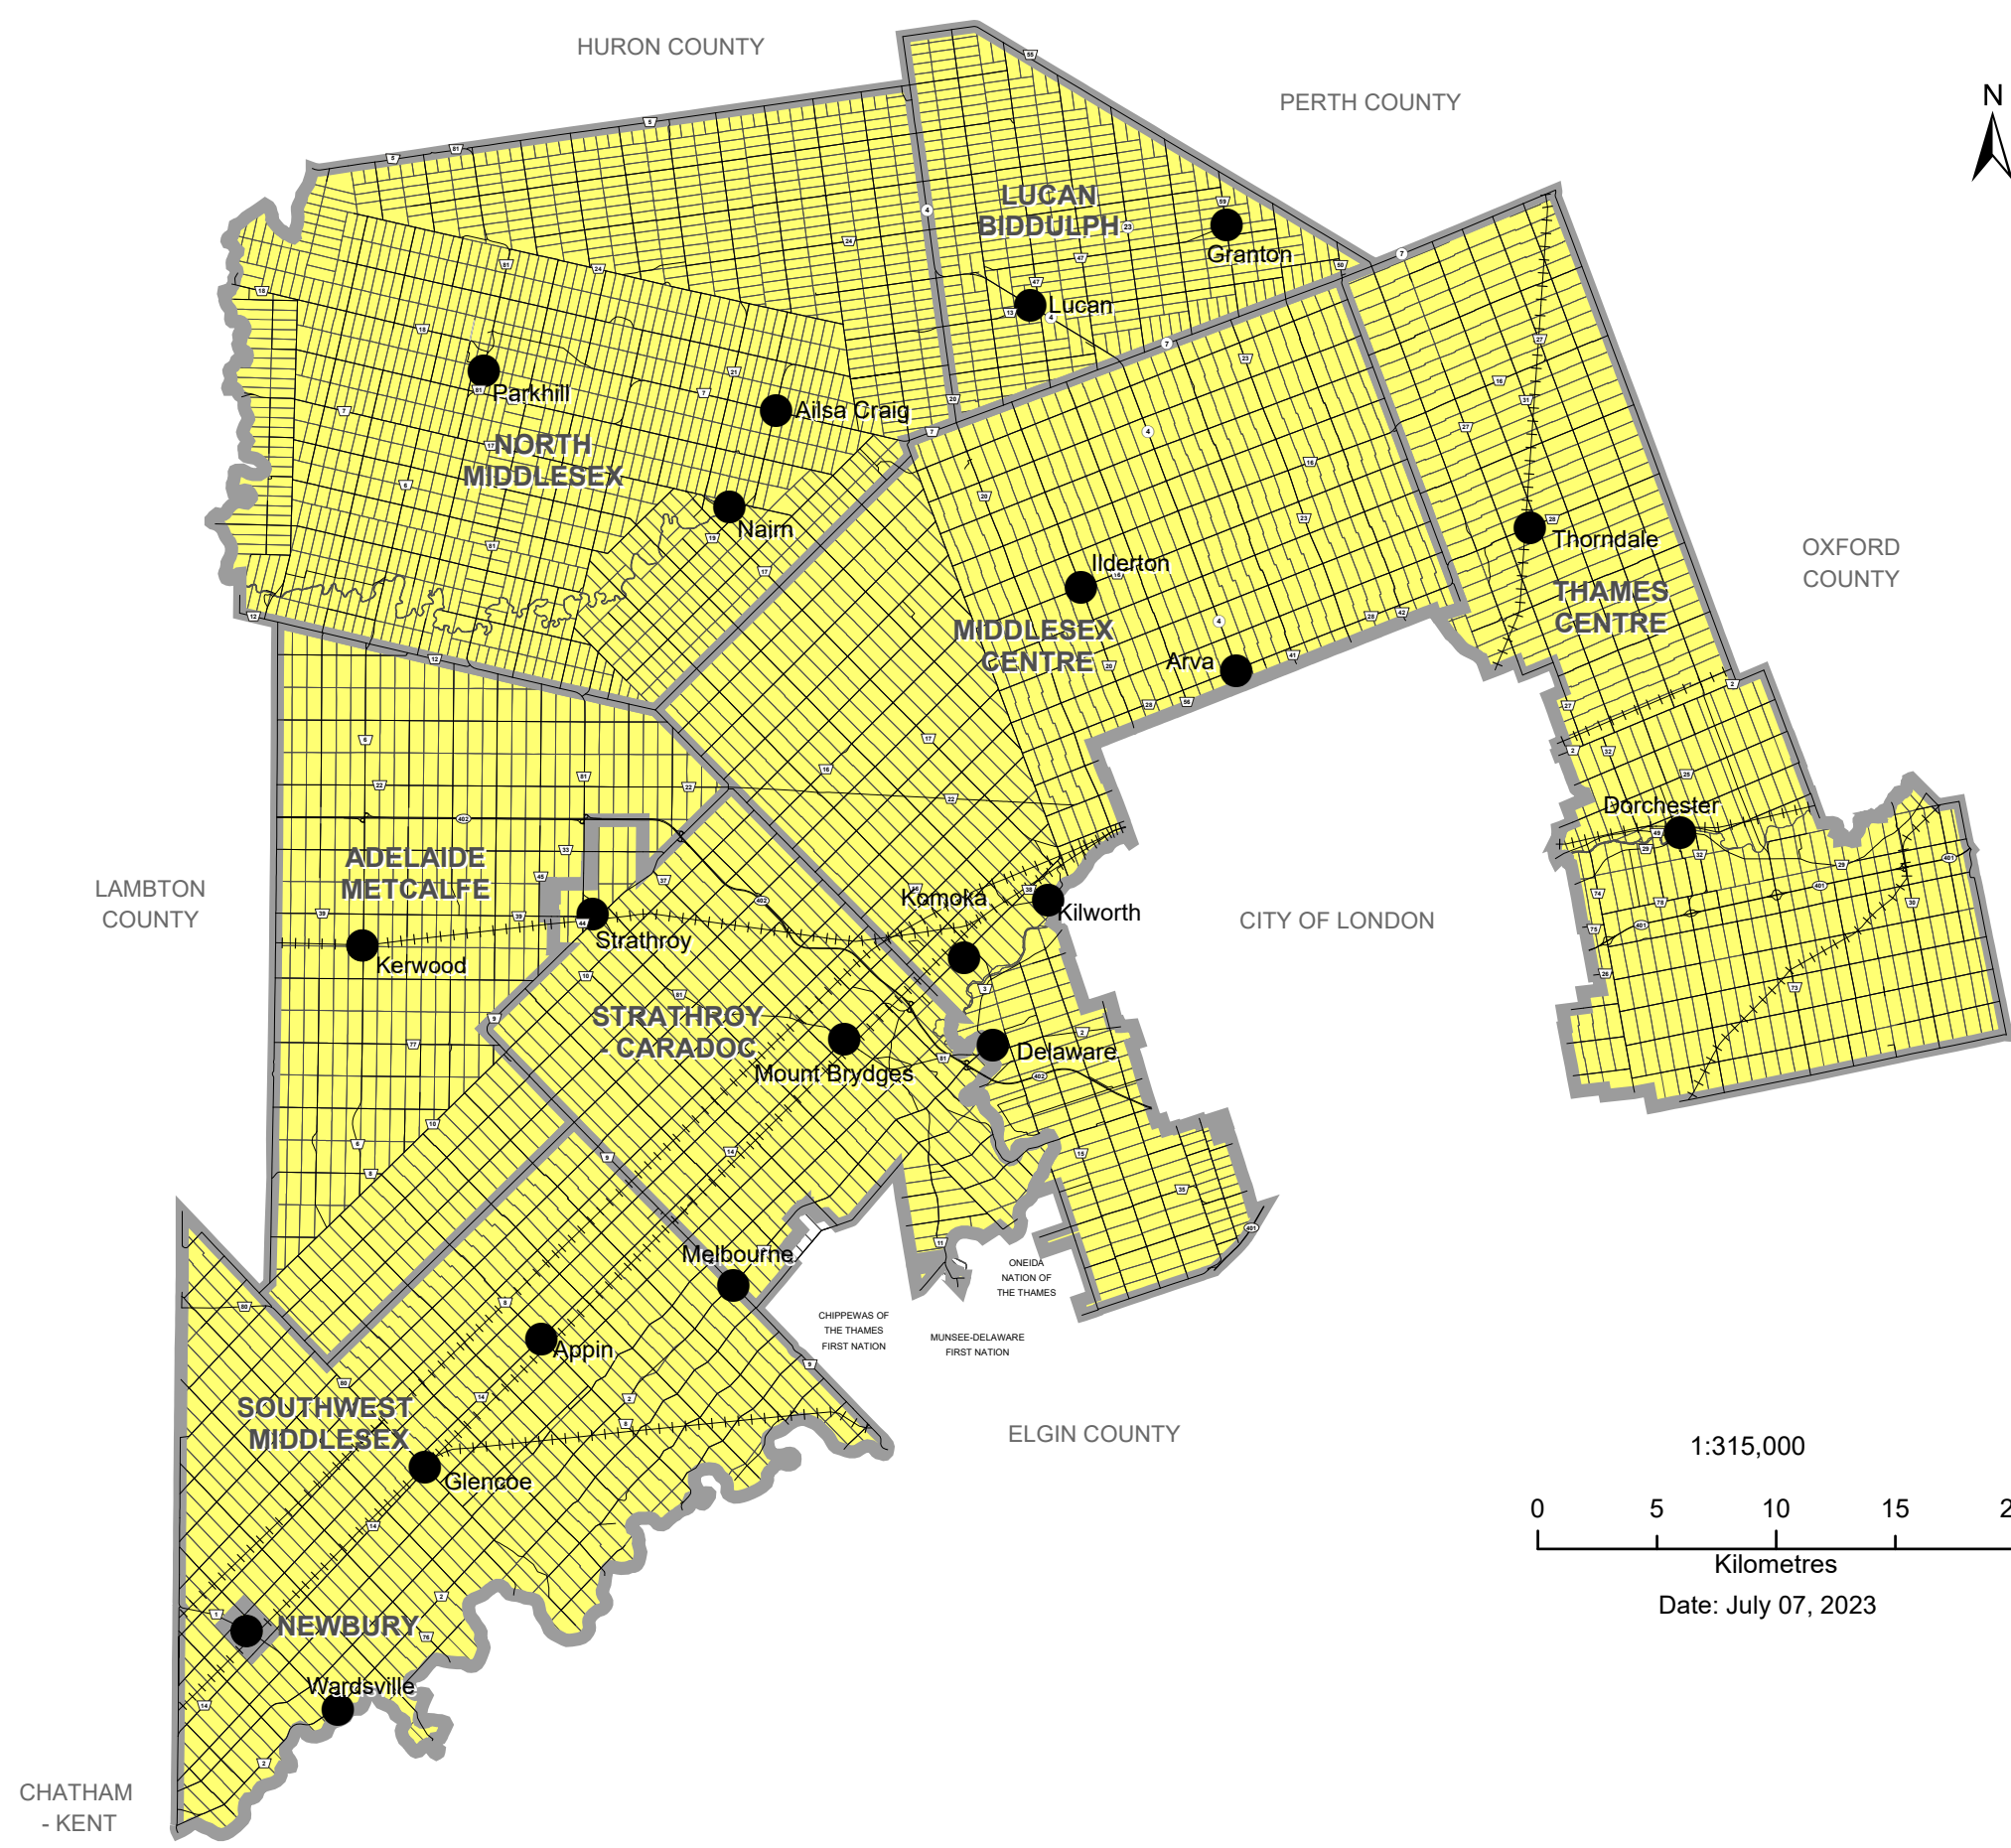 HURON COUNTY
PERTH COUNTY
N
LUCAN
BIDDULPH
Granton
Lucan
Parkhill
Ailsa Craig
NORTH
MIDDLESEX
Nairn
Thorndale
OXFORD
COUNTY
THAMES
CENTRE
Ilderton
MIDDLESEX
CENTRE
Arva
Dorchester
ADELAIDE
METCALFE
LAMBTON
COUNTY
Komoka
Kilworth
CITY OF LONDON
Strathroy
Kerwood
STRATHROY
- CARADOC
Delaware
Mount Brydges
Melbourne
ONEIDA
NATION OF
THE THAMES
CHIPPEWAS OF
THE THAMES
FIRST NATION
MUNSEE-DELAWARE
FIRST NATION
Appin
SOUTHWEST
MIDDLESEX
ELGIN COUNTY
Glencoe
1:315,000
0 5 10 15
Kilometres
Date: July 07, 2023
NEWBURY
Wardsville
CHATHAM
- KENT